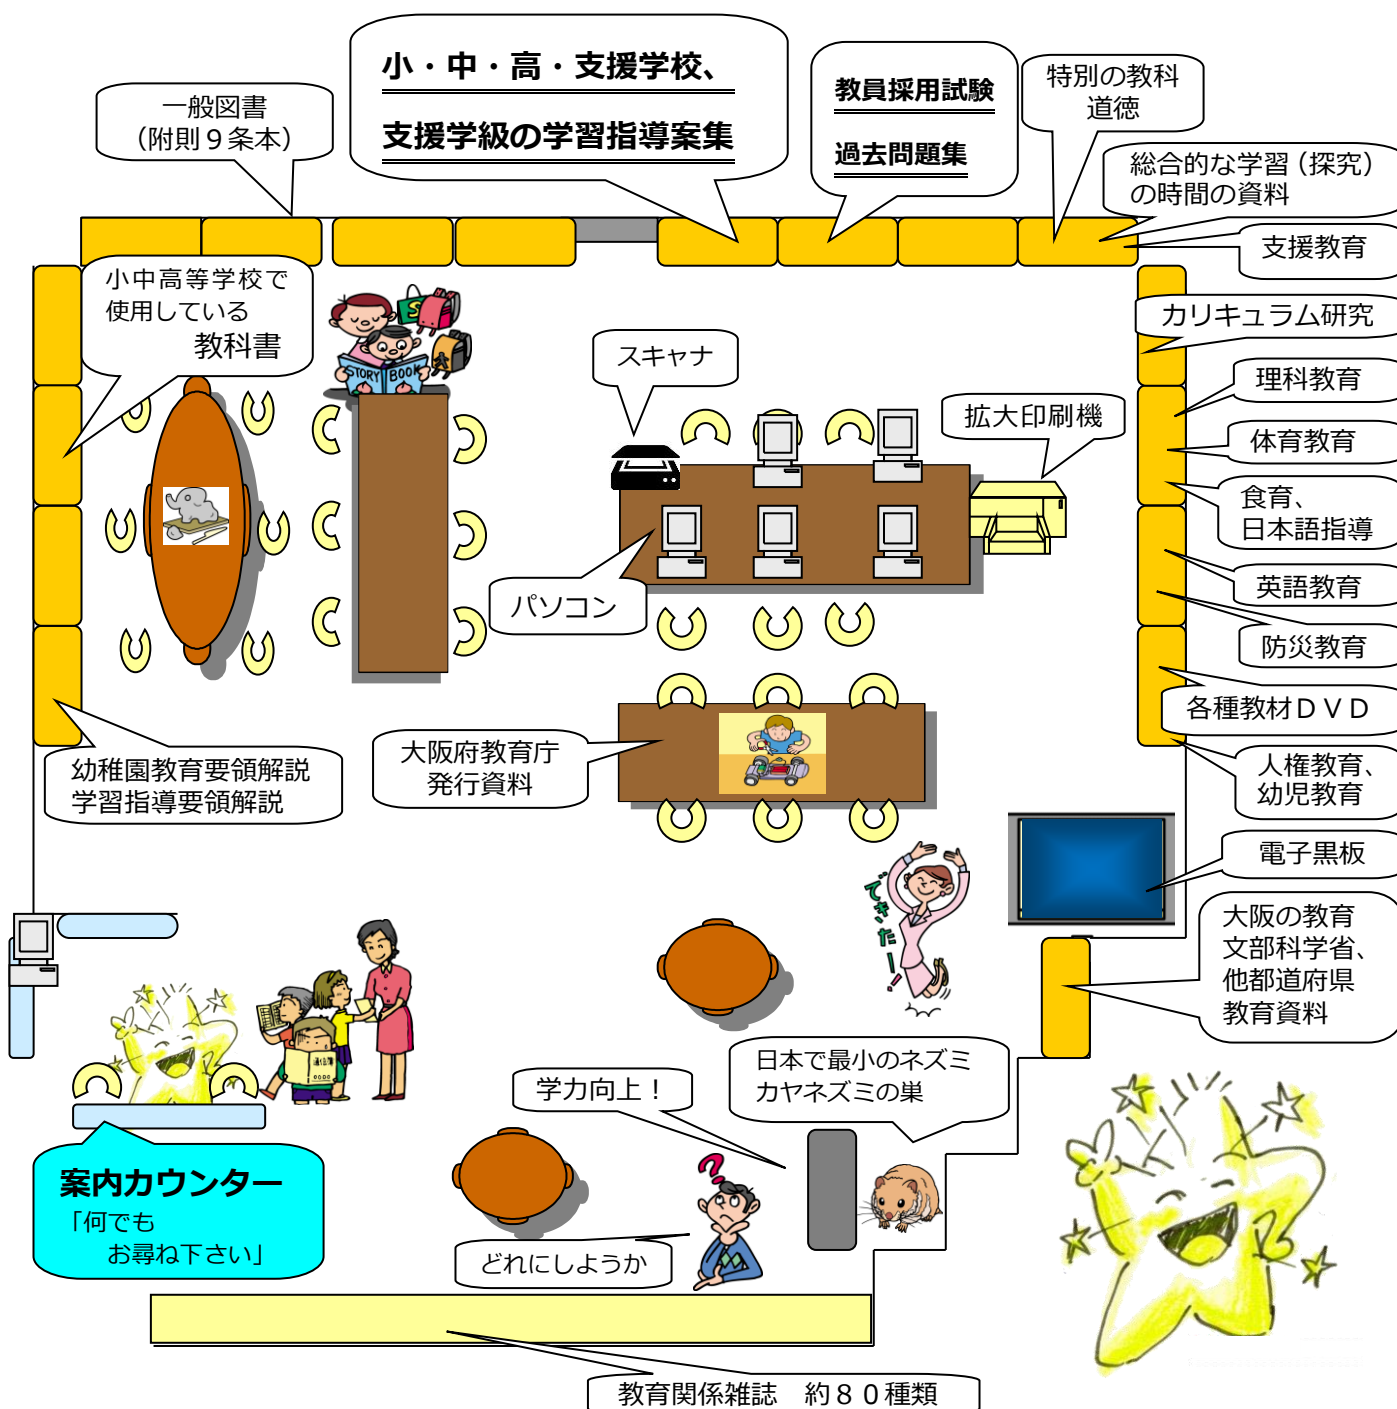 小・中・高・支援学校、
支援学級の学習指導案集
教員採用試験
過去問題集
特別の教科
道徳
一般図書
（附則９条本）
総合的な学習（探究）
の時間の資料
支援教育
小中高等学校で
使用している
教科書
カリキュラム研究
スキャナ
理科教育
拡大印刷機
体育教育
食育、
日本語指導
STORY BOOK
S
英語教育
パソコン
防災教育
各種教材ＤＶＤ
大阪府教育庁
発行資料
幼稚園教育要領解説
学習指導要領解説
人権教育、
幼児教育
電子黒板
できたー！
大阪の教育
文部科学省、
他都道府県
教育資料
通信簿
日本で最小のネズミ
カヤネズミの巣
学力向上！
案内カウンター
「何でも
お尋ね下さい」
?
どれにしようか
教育関係雑誌　約８０種類